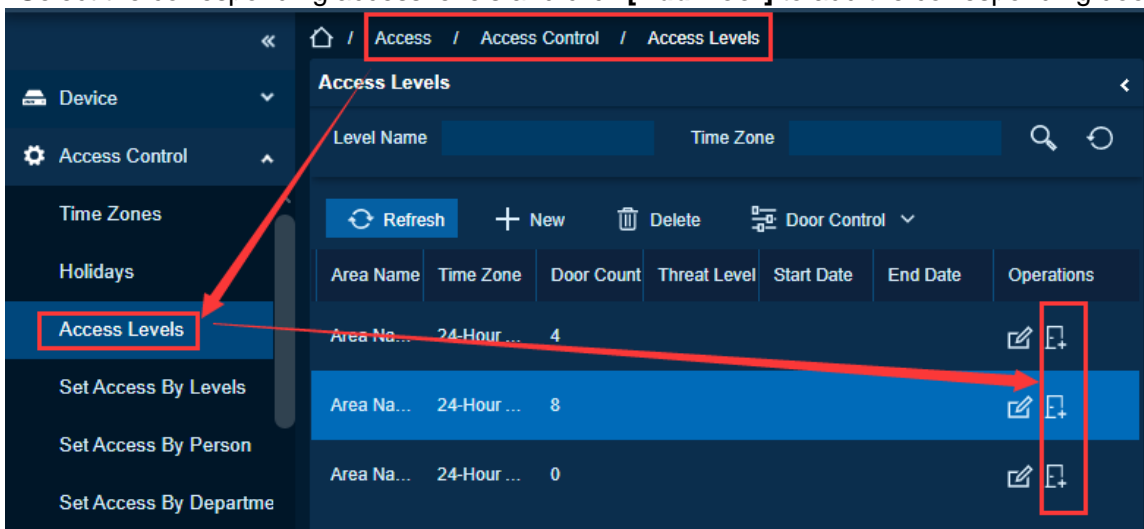 / Access / Access Control / Access Levels
Device
Access Control
Time Zones
Holidays
Access Levels
Set Access By Levels
Set Access By Person
Set Access By Departme
Access Levels
Level Name Time Zone
Refresh New Delete Door Control
Area Name Time Zone Door Count Threat Level Start Date End Date Operations
Area Na... 24-Hour ... 4
Area Na... 24-Hour ... 8
Area Na... 24-Hour ... 0